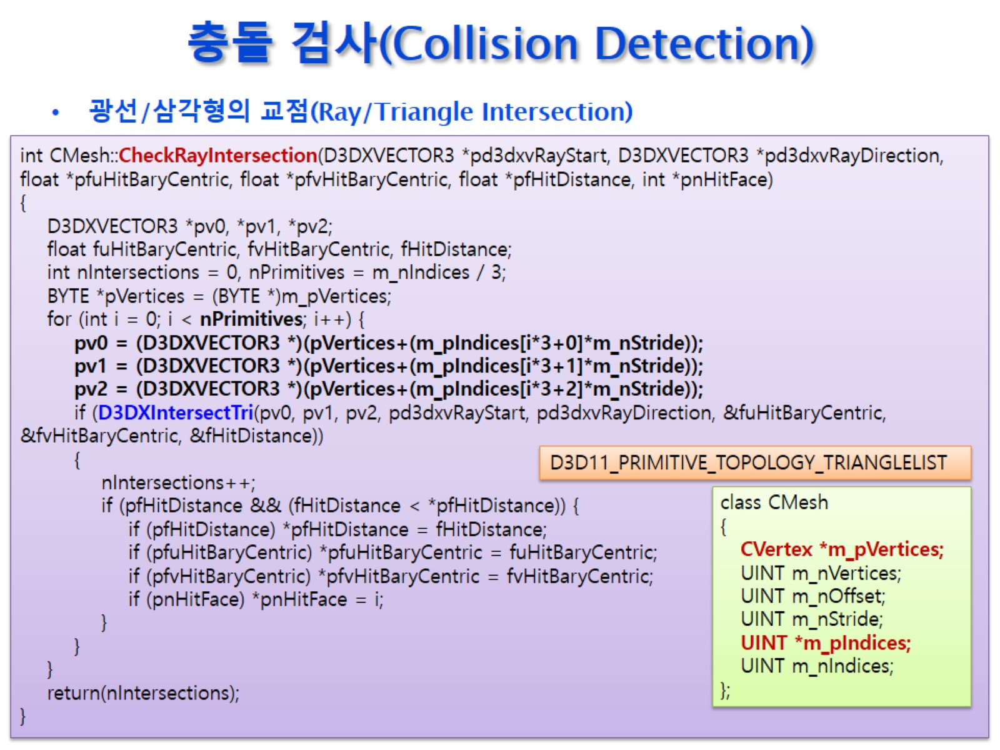 충돌 검사(Collision Detection)
• 광선/삼각형의 교점(Ray/Triangle Intersection)
int CMesh::CheckRayIntersection(D3DXVECTOR3 *pd3dxvRayStart, D3DXVECTOR3 *pd3dxvRayDirection,
float *pfuHitBaryCentric, float *pfvHitBaryCentric, float *pfHitDistance, int *pnHitFace)
{
D3DXVECTOR3 *pv0, *pv1, *pv2;
float fuHitBaryCentric, fvHitBaryCentric, fHitDistance;
int nIntersections = 0, nPrimitives = m_nIndices / 3;
BYTE *pVertices = (BYTE *)m_pVertices;
for (int i = 0; i < nPrimitives; i++) {
pv0 = (D3DXVECTOR3 *)(pVertices+(m_pIndices[i*3+0]*m_nStride));
pv1 = (D3DXVECTOR3 *)(pVertices+(m_pIndices[i*3+1]*m_nStride));
pv2 = (D3DXVECTOR3 *)(pVertices+(m_pIndices[i*3+2]*m_nStride));
if (D3DXIntersectTri(pv0, pv1, pv2, pd3dxvRayStart, pd3dxvRayDirection, &fuHitBaryCentric,
&fvHitBaryCentric, &fHitDistance))
{
nIntersections++;
if (pfHitDistance && (fHitDistance < *pfHitDistance)) {
if (pfHitDistance) *pfHitDistance = fHitDistance;
if (pfuHitBaryCentric) *pfuHitBaryCentric = fuHitBaryCentric;
if (pfvHitBaryCentric) *pfvHitBaryCentric = fvHitBaryCentric;
if (pnHitFace) *pnHitFace = i;
}
}
}
return(nIntersections);
}
D3D11_PRIMITIVE_TOPOLOGY_TRIANGLELIST
class CMesh
{
CVertex *m_pVertices;
UINT m_nVertices;
UINT m_nOffset;
UINT m_nStride;
UINT *m_pIndices;
UINT m_nIndices;
};